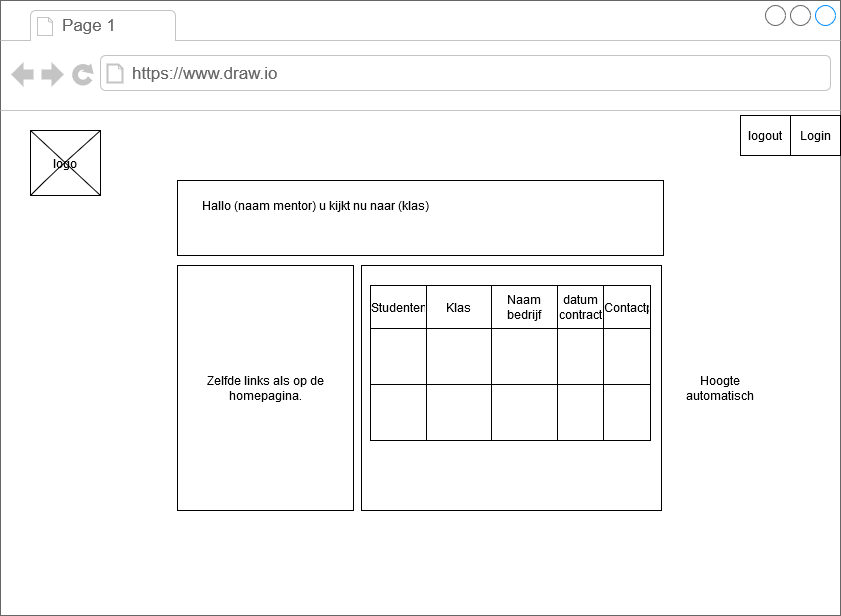 Page 1
https://www.draw.io
logout Login
logo
Hallo (naam mentor) u kijkt nu naar (klas)
Studenten Klas Naam bedrijf datum contract Contactp
Zelfde links als op de
homepagina.
Hoogte
automatisch